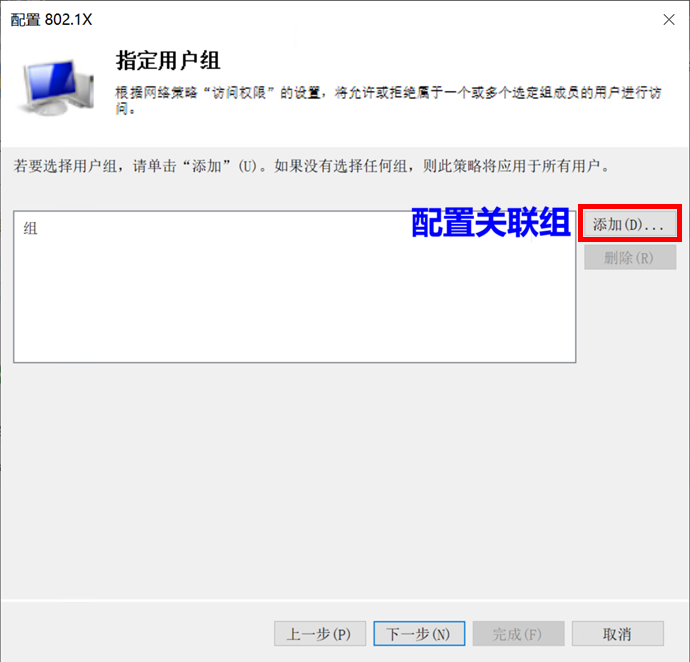 配置 802.1X
指定用户组
根据网络策略“访问权限”的设置，将允许或拒绝属于一个或多个选定组成员的用户进行访
问。
若要选择用户组，请单击“添加”(U)。如果没有选择任何组，则此策略将应用于所有用户。
组
配置关联组
添加(D)...
删除(R)
上一步(P)
下一步(N)
完成(F)
取消